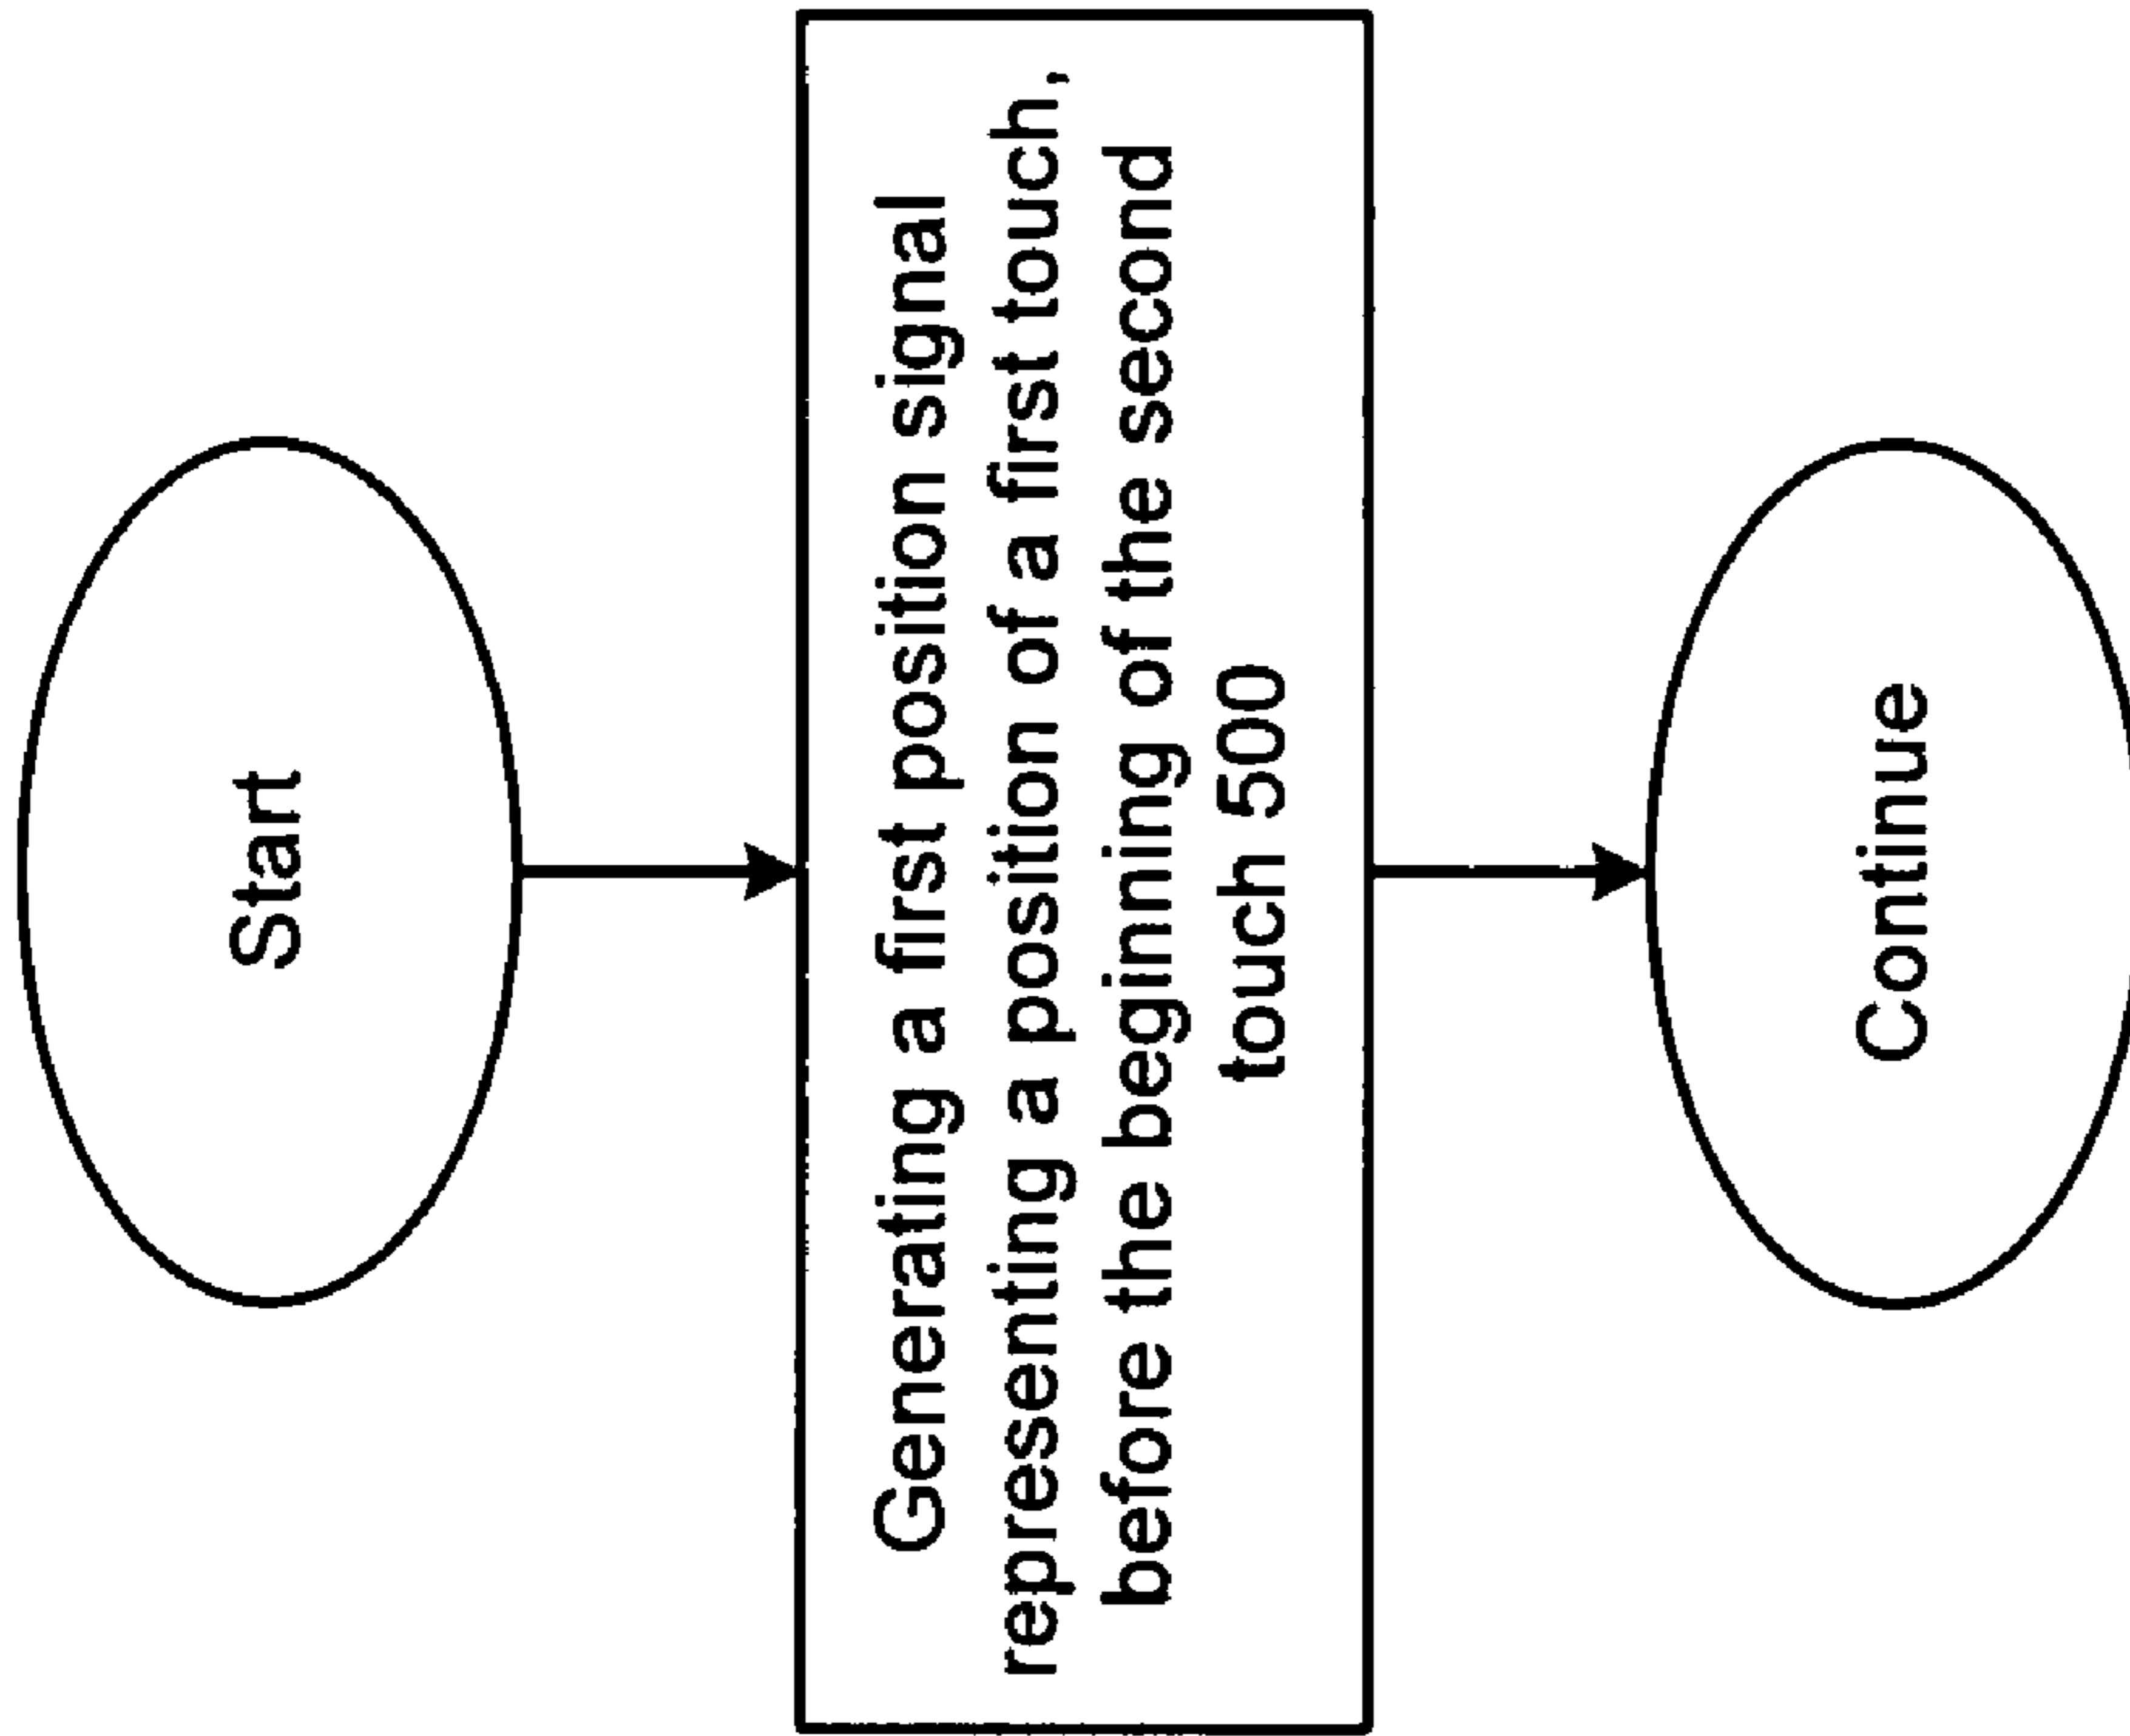 Start
Generating a first position signal
representing a position of a first touch,
before the beginning of the second
touch 500
Continue